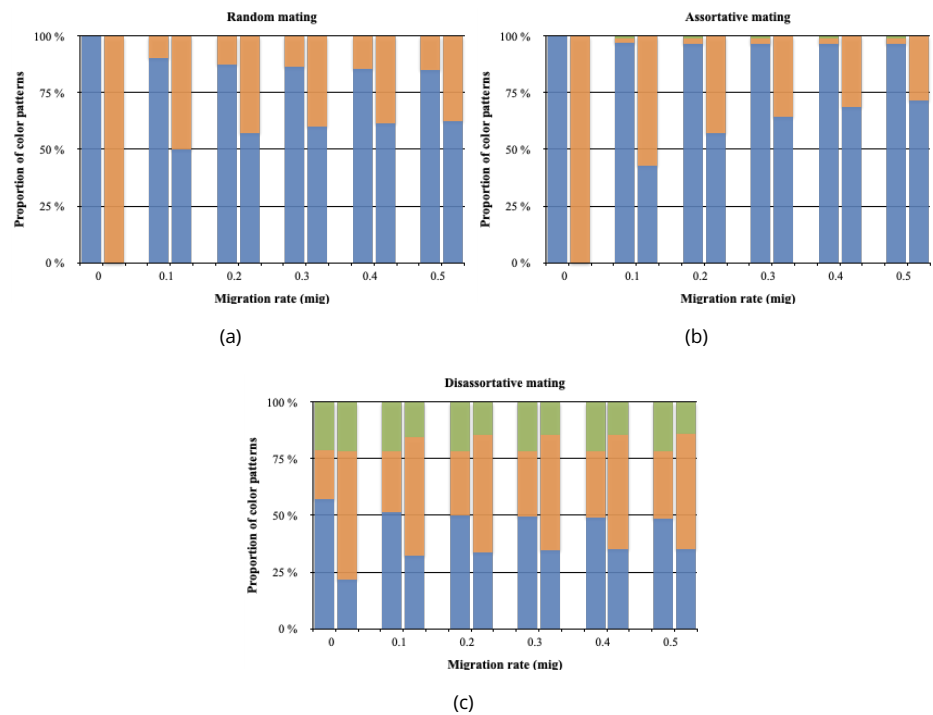 Random mating
100 %
75 %
50 %
25 %
0 %
Proportion of color patterns
0 0.1 0.2 0.3 0.4 0.5
Migration rate (mig)
(a)
Assortative mating
100 %
75 %
50 %
25 %
0 %
Proportion of color patterns
0 0.1 0.2 0.3 0.4 0.5
Migration rate (mig)
(b)
Disassortative mating
100 %
75 %
50 %
25 %
0 %
Proportion of color patterns
0 0.1 0.2 0.3 0.4 0.5
Migration rate (mig)
(c)